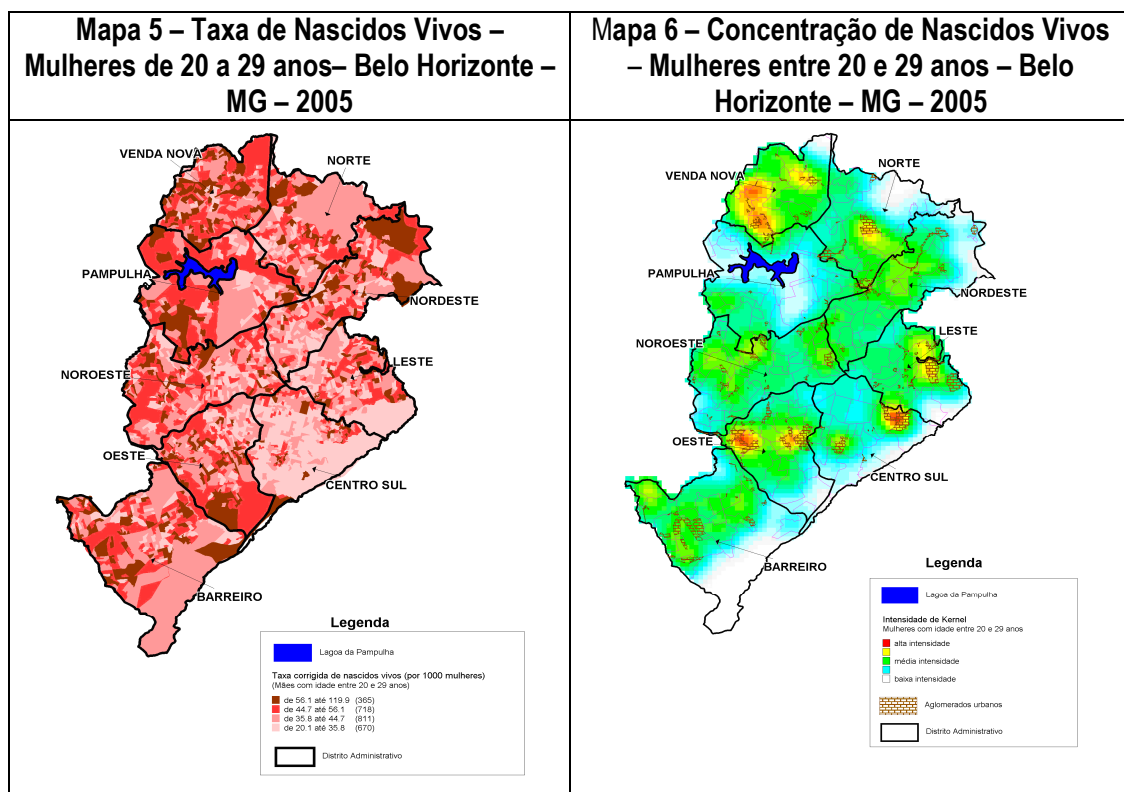 Mapa 5 – Taxa de Nascidos Vivos –
Mulheres de 20 a 29 anos– Belo Horizonte –
MG – 2005
Mapa 6 – Concentração de Nascidos Vivos
– Mulheres entre 20 e 29 anos – Belo
Horizonte – MG – 2005
VENDA NOVA
NORTE
PAMPULHA
NORDESTE
NOROESTE
LESTE
OESTE
CENTRO SUL
BARREIRO
Legenda
Lagoa da Pampulha
Taxa corrigida de nascidos vivos (por 1000 mulheres)
(Mães com idade entre 20 e 29 anos)
de 56.1 até 119.9 (365)
de 44.7 até 56.1 (718)
de 35.8 até 44.7 (811)
de 20.1 até 35.8 (670)
Distrito Administrativo
NORTE
VENDA NOVA
PAMPULHA
NORDESTE
LESTE
NOROESTE
OESTE
CENTRO SUL
BARREIRO
Legenda
Lagoa da Pampulha
Intensidade de Kernel
Mulheres com idade entre 20 e 29 anos
alta intensidade
média intensidade
baixa intensidade
Aglomerados urbanos
Distrito Administrativo